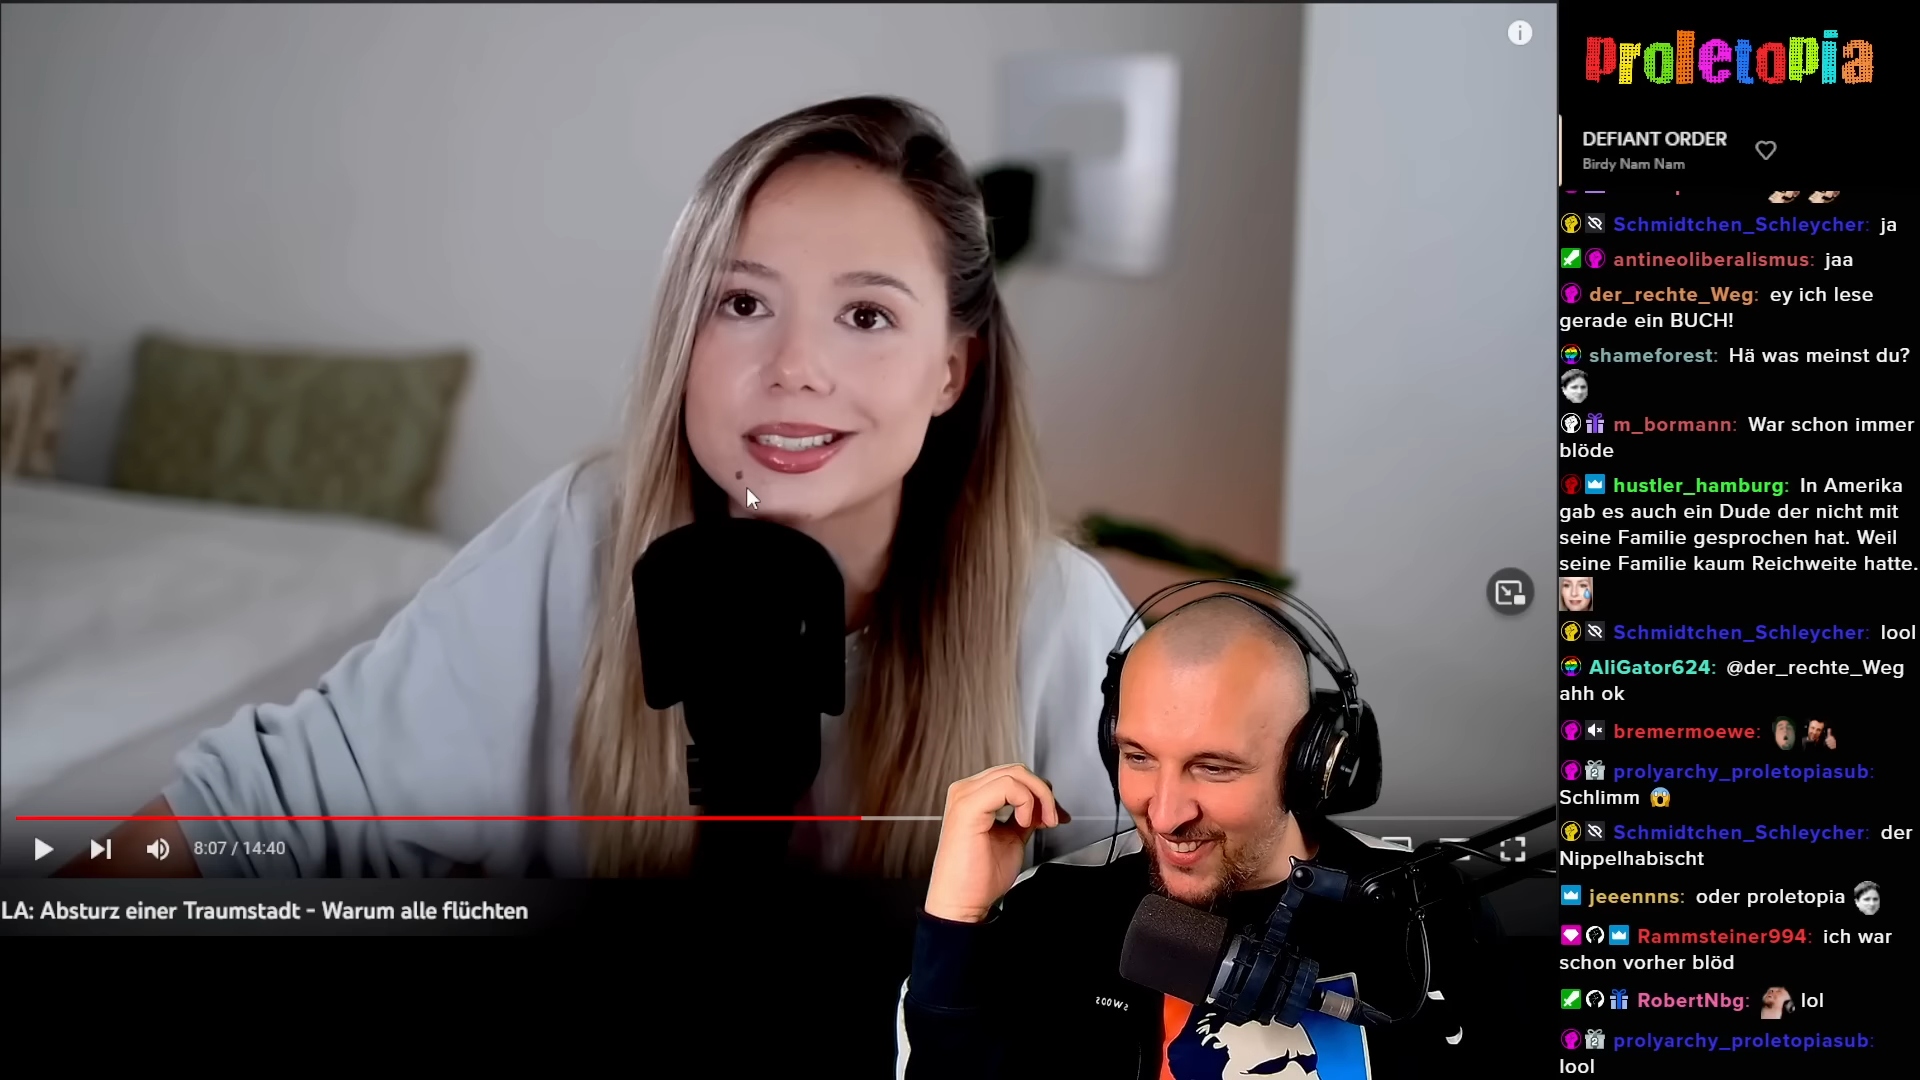 Proletopia
DEFIANT ORDER
Birdy Nam Nam
Schmidtchen_Schleycher: ja
antineoliberalismus: jaa
der_rechte_Weg: ey ich lese
gerade ein BUCH!
shameforest: Hä was meinst du?
m_bormann: War schon immer
blöde
hustler_hamburg: In Amerika
gab es auch ein Dude der nicht mit
seine Familie gesprochen hat. Weil
seine Familie kaum Reichweite hatte.
Schmidtchen_Schleycher: lool
AliGator624: @der_rechte_Weg
ahh ok
bremermoewe:
prolyarchy_proletopiasub:
Schlimm 😱
Schmidtchen_Schleycher: der
Nippelhabischt
jeeennns: oder proletopia
Rammsteiner994: ich war
schon vorher blöd
RobertNbg: lol
prolyarchy_proletopiasub:
lool
8:07 / 14:40
LA: Absturz einer Traumstadt - Warum alle flüchten